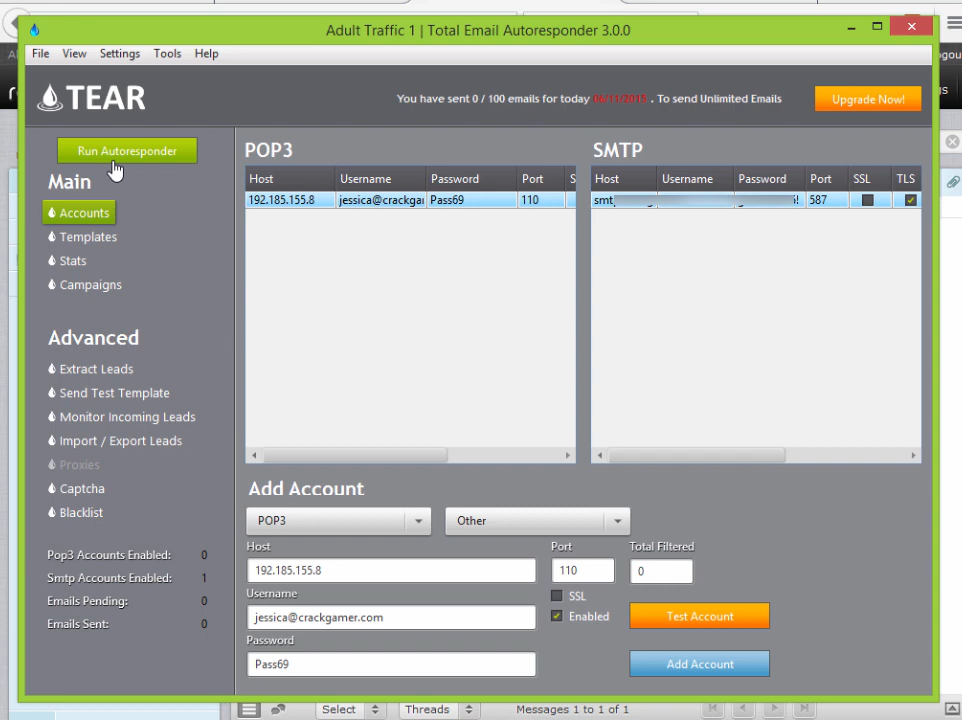 Adult Traffic 1 | Total Email Autoresponder 3.0.0
File View Settings Tools Help
TEAR
You have sent 0 / 100 emails for today 06/11/2015 . To send Unlimited Emails
Upgrade Now!
Run Autoresponder
Main
Accounts
Templates
Stats
Campaigns
Advanced
Extract Leads
Send Test Template
Monitor Incoming Leads
Import / Export Leads
Proxies
Captcha
Blacklist
Pop3 Accounts Enabled: 0
Smtp Accounts Enabled: 1
Emails Pending: 0
Emails Sent: 0
POP3
Host Username Password Port S
192.185.155.8 jessica@crackgar Pass69 110
SMTP
Host Username Password Port SSL TLS
smt 587
Add Account
POP3 Other
Host Port Total Filtered
192.185.155.8 110 0
SSL
Username
Enabled
jessica@crackgamer.com
Test Account
Password
Pass69
Add Account
Select Threads Messages 1 to 1 of 1